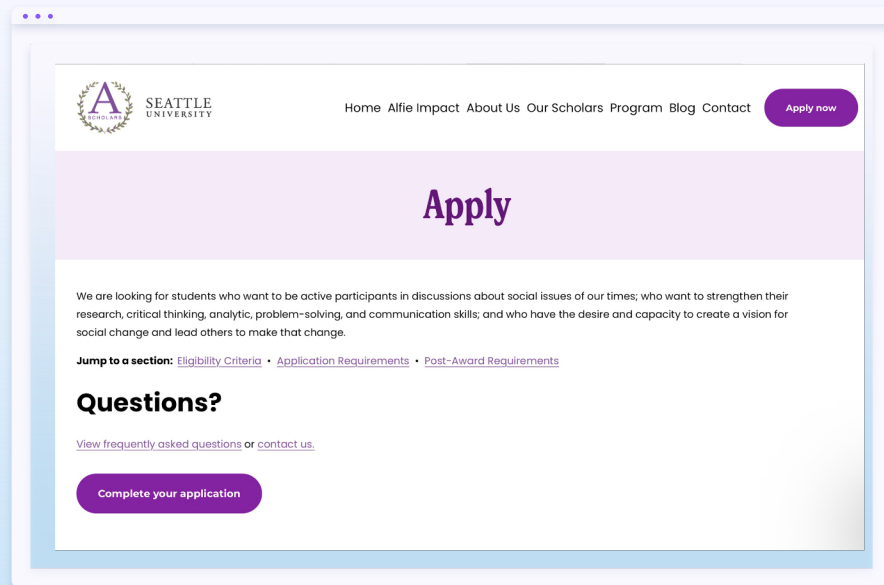 A
SCHOLARS
SEATTLE
UNIVERSITY
Home Alfie Impact About Us Our Scholars Program Blog Contact Apply now
Apply
We are looking for students who want to be active participants in discussions about social issues of our times; who want to strengthen their
research, critical thinking, analytic, problem-solving, and communication skills; and who have the desire and capacity to create a vision for
social change and lead others to make that change.
Jump to a section: Eligibility Criteria • Application Requirements • Post-Award Requirements
Questions?
View frequently asked questions or contact us.
Complete your application